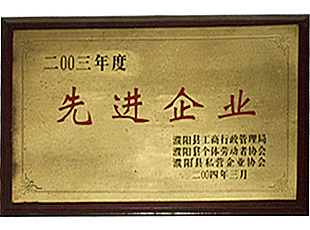 二00三年度
先进企业
濮阳县工商行政管理局
濮阳县个体劳动者协会
濮阳县私营企业协会
二00四年三月